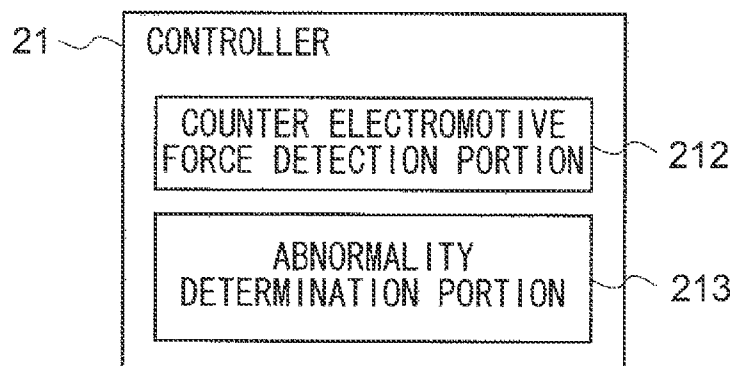 21
CONTROLLER
COUNTER ELECTROMOTIVE
FORCE DETECTION PORTION
212
ABNORMALITY
DETERMINATION PORTION
213